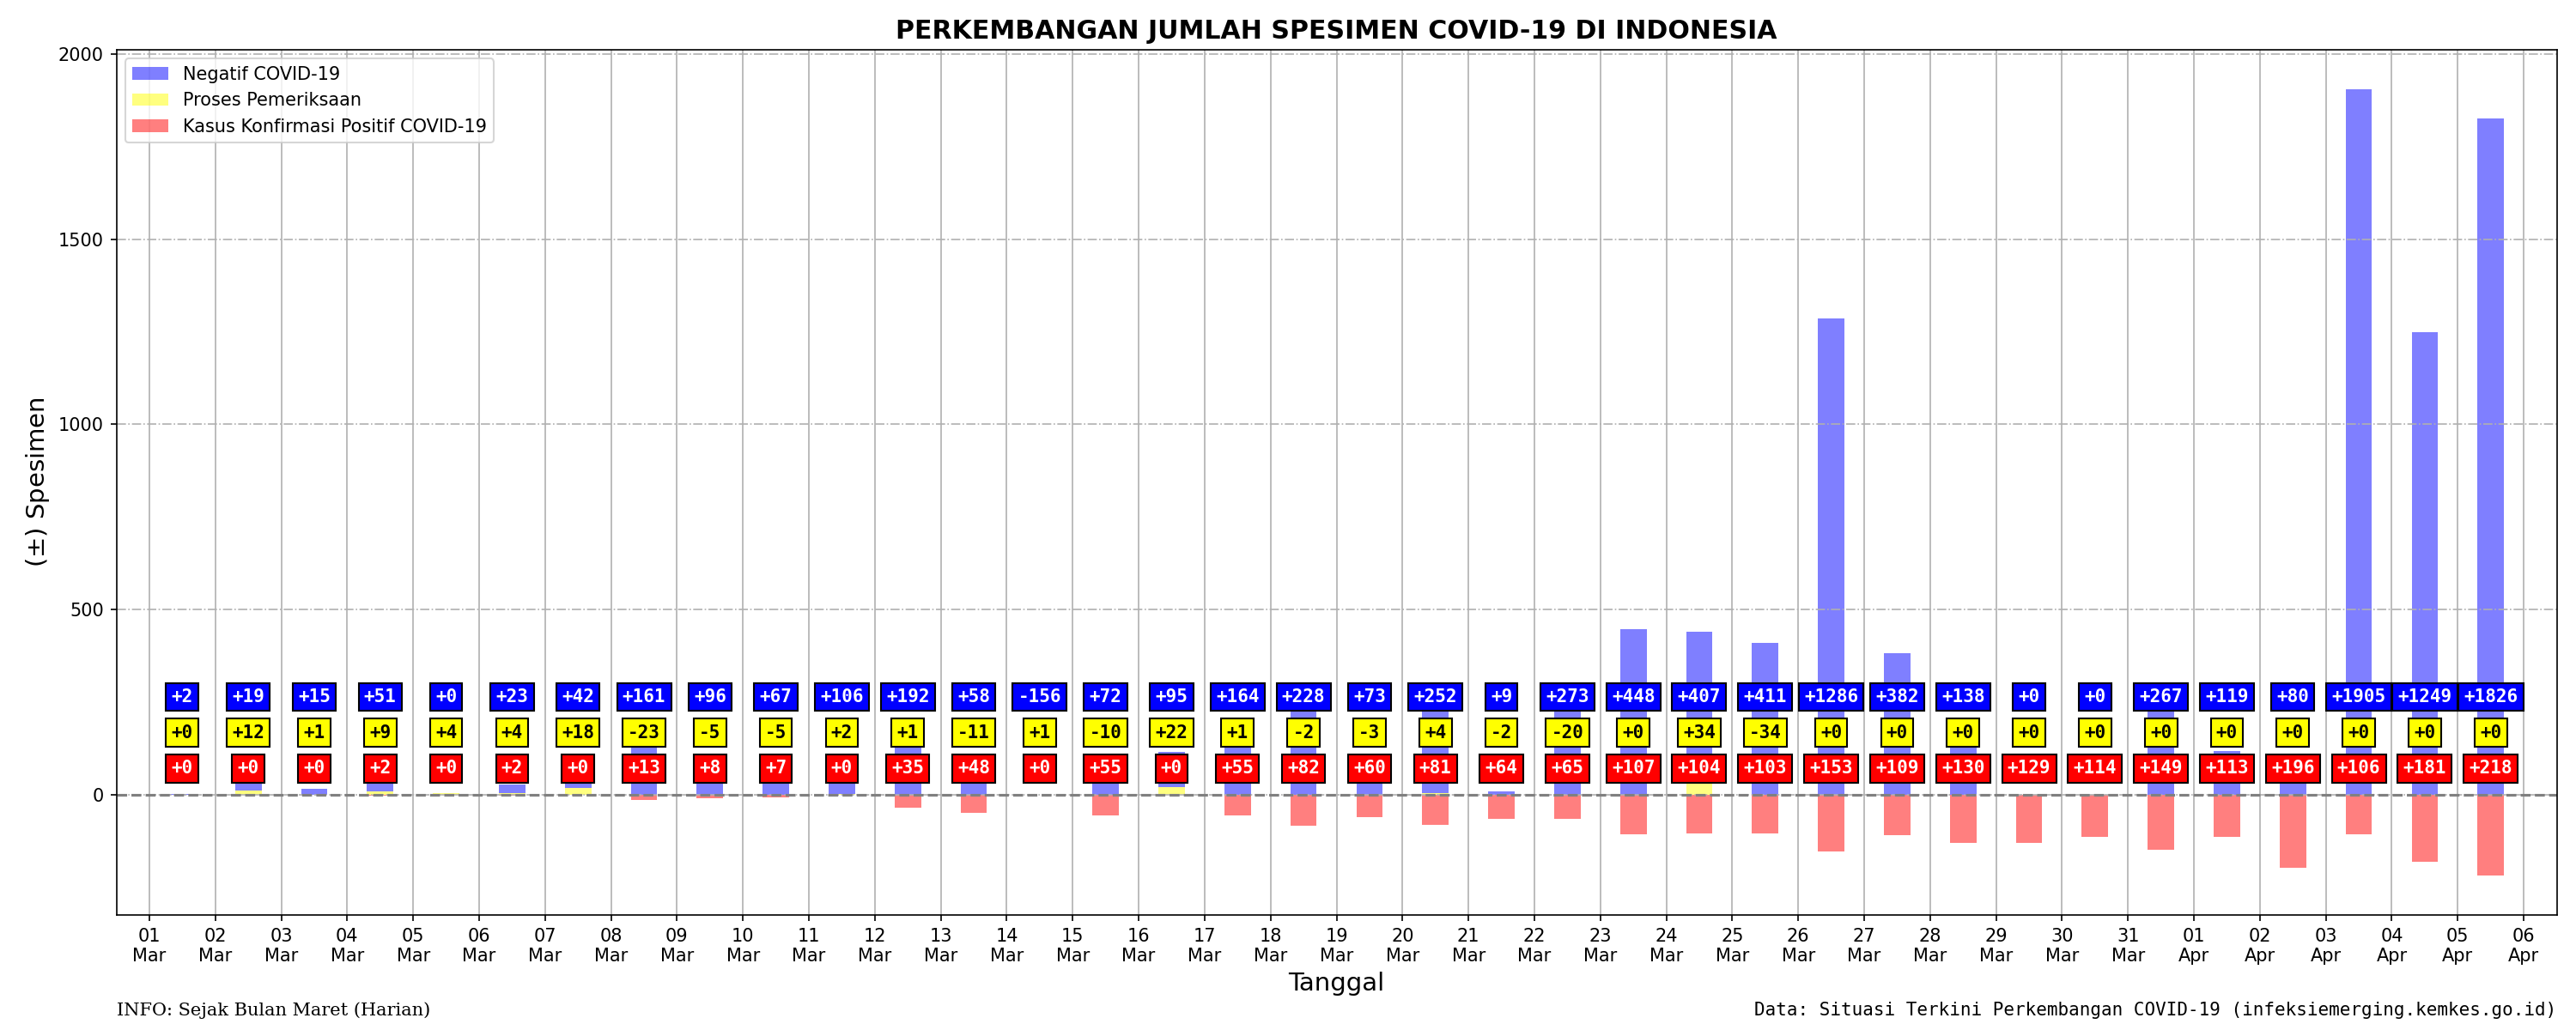 PERKEMBANGAN JUMLAH SPESIMEN COVID-19 DI INDONESIA
Negatif COVID-19
Proses Pemeriksaan
Kasus Konfirmasi Positif COVID-19
(±) Spesimen
2000
1500
1000
500
0
+2 +19 +15 +51 +0 +23 +42 +161 +96 +67 +106 +192 +58 -156 +72 +95 +164 +228 +73 +252 +9 +273 +448 +407 +411 +1286 +382 +138 +0 +0 +267 +119 +80 +1905 +1249 +1826
+0 +12 +1 +9 +4 +4 +18 -23 -5 -5 +2 +1 -11 +1 -10 +22 +1 -2 -3 +4 -2 -20 +0 +34 -34 +0 +0 +0 +0 +0 +0 +0 +0 +0 +0 +0
+0 +0 +0 +2 +0 +2 +0 +13 +8 +7 +0 +35 +48 +0 +55 +0 +55 +82 +60 +81 +64 +65 +107 +104 +103 +153 +109 +130 +129 +114 +149 +113 +196 +106 +181 +218
01 02 03 04 05 06 07 08 09 10 11 12 13 14 15 16 17 18 19 20 21 22 23 24 25 26 27 28 29 30 31 01 02 03 04 05 06
Mar Mar Mar Mar Mar Mar Mar Mar Mar Mar Mar Mar Mar Mar Mar Mar Mar Mar Mar Mar Mar Mar Mar Mar Mar Mar Mar Mar Mar Mar Mar Apr Apr Apr Apr Apr Apr
Tanggal
INFO: Sejak Bulan Maret (Harian)
Data: Situasi Terkini Perkembangan COVID-19 (infeksiemerging.kemkes.go.id)